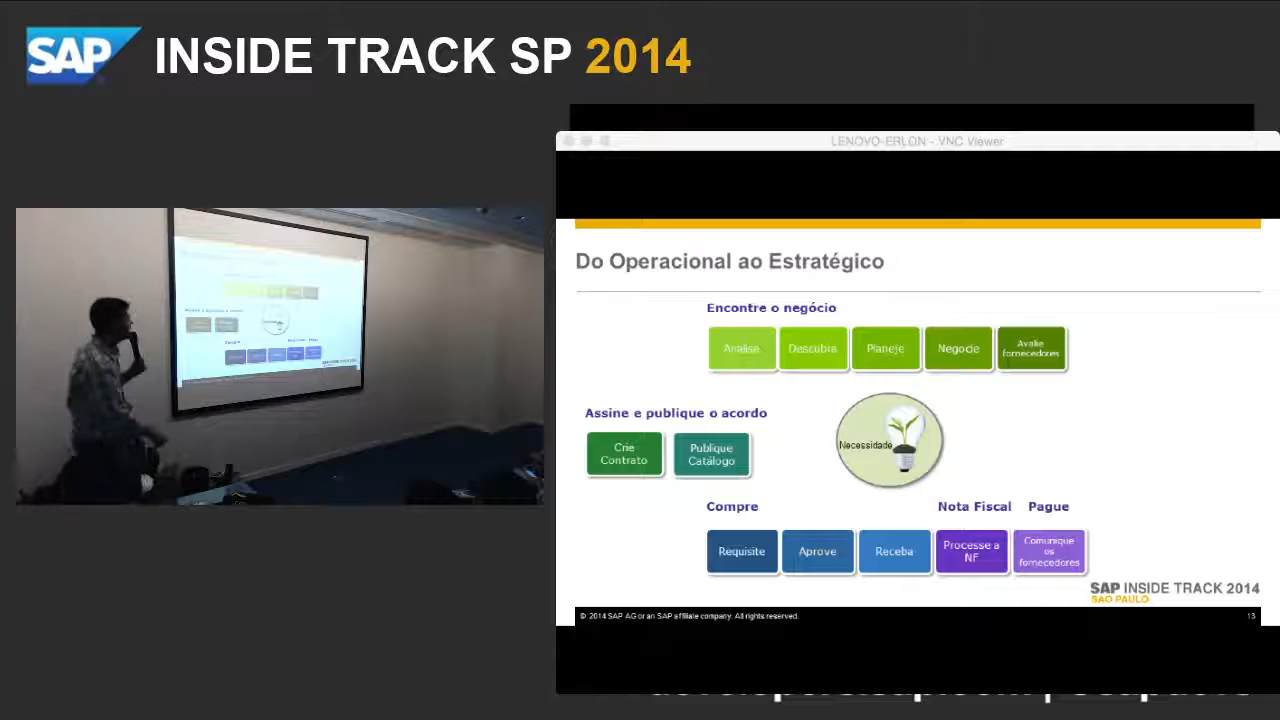 SAP INSIDE TRACK SP 2014
LENOVO-ERLON - VNC Viewer
Do Operacional ao Estratégico
Encontre o negócio
Analise
Descubra
Planeje
Negocie
Avalie
fornecedores
Assine e publique o acordo
Crie
Contrato
Publique
Catálogo
Necessidade
Compre
Nota Fiscal
Pague
Requisite
Aprove
Receba
Processe a
NF
Comunique
os
fornecedores
SAP INSIDE TRACK 2014
SAO PAULO
© 2014 SAP AG or an SAP affiliate company. All rights reserved.
13